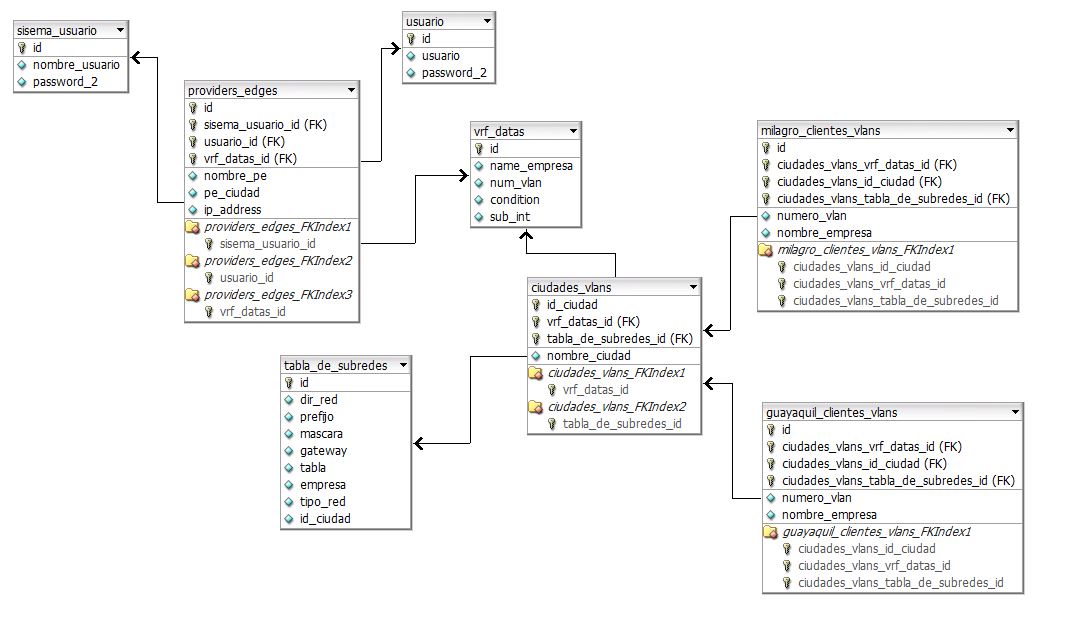 sisema_usuario
id
nombre_usuario
password_2
usuario
id
usuario
password_2
providers_edges
id
sisema_usuario_id (FK)
usuario_id (FK)
vrf_datas_id (FK)
nombre_pe
pe_ciudad
ip_address
providers_edges_FKIndex1
sisema_usuario_id
providers_edges_FKIndex2
usuario_id
providers_edges_FKIndex3
vrf_datas_id
vrf_datas
id
name_empresa
num_vlan
condition
sub_int
milagro_clientes_vlans
id
ciudades_vlans_vrf_datas_id (FK)
ciudades_vlans_id_ciudad (FK)
ciudades_vlans_tabla_de_subredes_id (FK)
numero_vlan
nombre_empresa
milagro_clientes_vlans_FKIndex1
ciudades_vlans_id_ciudad
ciudades_vlans_vrf_datas_id
ciudades_vlans_tabla_de_subredes_id
ciudades_vlans
id_ciudad
vrf_datas_id (FK)
tabla_de_subredes_id (FK)
nombre_ciudad
ciudades_vlans_FKIndex1
vrf_datas_id
ciudades_vlans_FKIndex2
tabla_de_subredes_id
tabla_de_subredes
id
dir_red
prefijo
mascara
gateway
tabla
empresa
tipo_red
id_ciudad
guayaquil_clientes_vlans
id
ciudades_vlans_vrf_datas_id (FK)
ciudades_vlans_id_ciudad (FK)
ciudades_vlans_tabla_de_subredes_id (FK)
numero_vlan
nombre_empresa
guayaquil_clientes_vlans_FKIndex1
ciudades_vlans_id_ciudad
ciudades_vlans_vrf_datas_id
ciudades_vlans_tabla_de_subredes_id